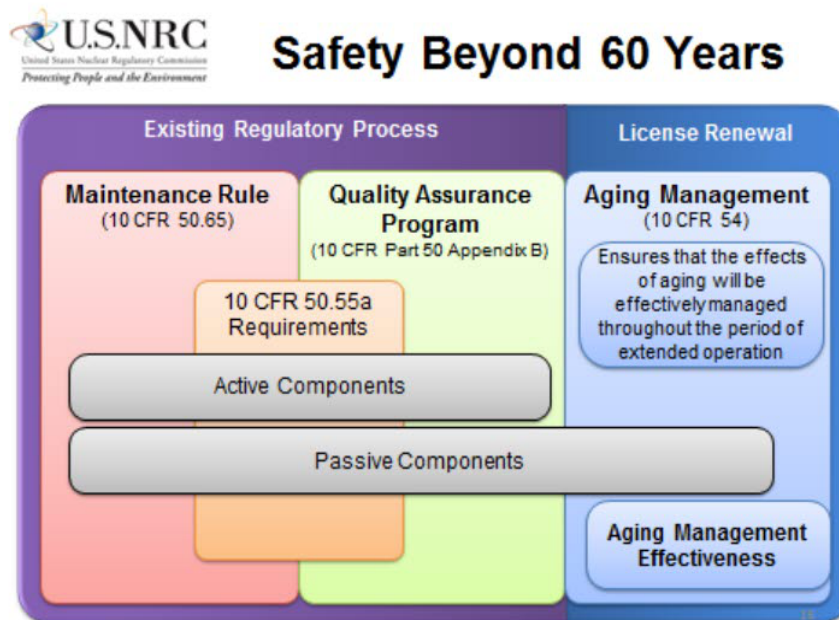 U.S.NRC
United States Nuclear Regulatory Commission
Protecting People and the Environment
Safety Beyond 60 Years
Existing Regulatory Process
License Renewal
Maintenance Rule
(10 CFR 50.65)
Quality Assurance
Program
(10 CFR Part 50 Appendix B)
Aging Management
(10 CFR 54)
Ensures that the effects
of aging will be
effectively managed
throughout the period of
extended operation
10 CFR 50.55a
Requirements
Active Components
Passive Components
Aging Management
Effectiveness